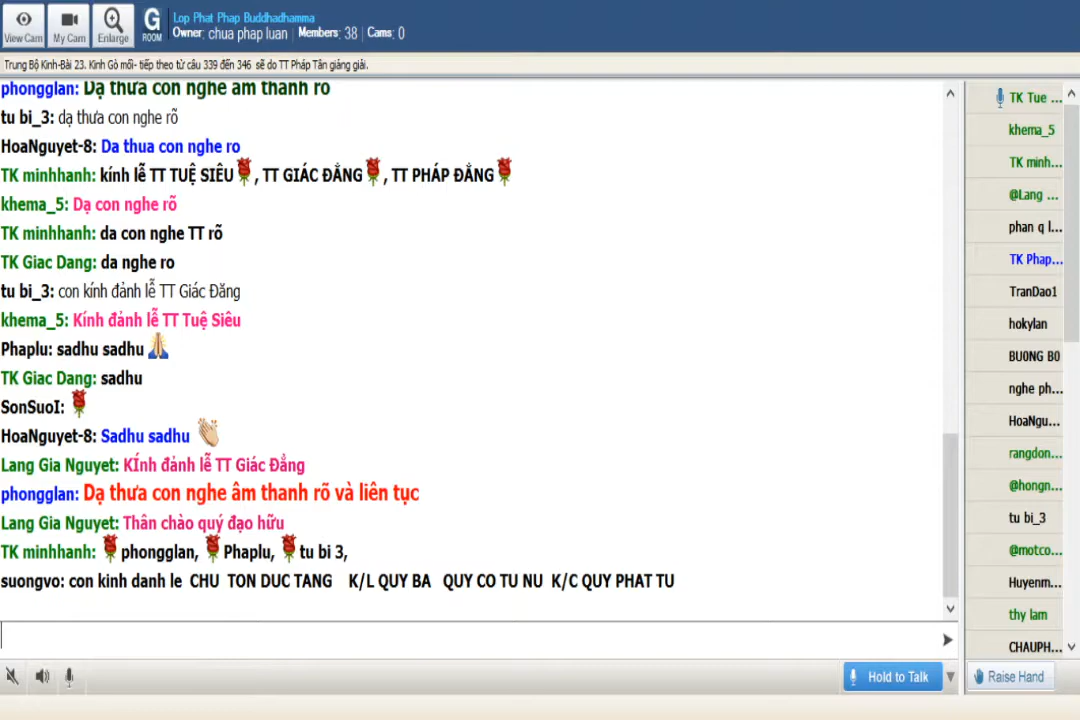 View Cam
My Cam
Enlarge
G
ROOM
Lop Phat Phap Buddhadhamma
Owner: chua phap luan | Members: 38 | Cams: 0
Trung Bộ Kinh-Bài 23. Kinh Gò mối- tiếp theo từ câu 339 đến 346 sẽ do TT Pháp Tân giảng giải.
phongglan: Dạ thưa con nghe âm thanh rõ
tu bi_3: dạ thưa con nghe rõ
HoaNguyet-8: Da thua con nghe ro
TK minhhanh: kính lễ TT TUỆ SIÊU🌹, TT GIÁC ĐẲNG🌹, TT PHÁP ĐĂNG🌹
khema_5: Dạ con nghe rõ
TK minhhanh: da con nghe TT rõ
TK Giac Dang: da nghe ro
tu bi_3: con kính đảnh lễ TT Giác Đăng
khema_5: Kính đảnh lễ TT Tuệ Siêu
Phaplu: sadhu sadhu 🙏
TK Giac Dang: sadhu
SonSuoI: 🌹
HoaNguyet-8: Sadhu sadhu 👏
Lang Gia Nguyet: KÍnh đảnh lễ TT Giác Đẳng
phongglan: Dạ thưa con nghe âm thanh rõ và liên tục
Lang Gia Nguyet: Thân chào quý đạo hữu
TK minhhanh: 🌹phongglan, 🌹Phaplu, 🌹tu bi 3,
suongvo: con kinh danh le CHU TON DUC TANG K/L QUY BA QUY CO TU NU K/C QUY PHAT TU
Hold to Talk
TK Tue ...
khema_5
TK minh...
@Lang ...
phan q l...
TK Phap...
TranDao1
hokylan
BU0NG B0
nghe ph...
HoaNgu...
rangdon...
@hongn...
tu bi_3
@motco...
Huyenm...
thy lam
CHAUPH...
Raise Hand